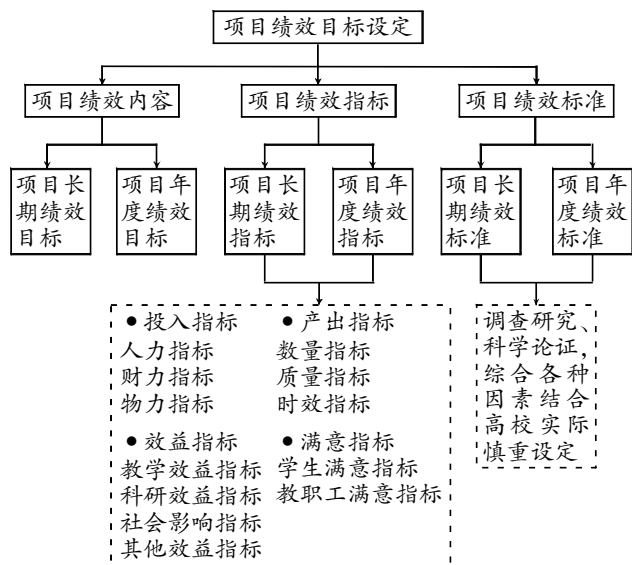 项目绩效目标设定
项目绩效内容
项目绩效指标
项目绩效标准
项目长
期绩效
目标
项目年
度绩效
目标
项目长
期绩效
指标
项目年
度绩效
指标
项目长
期绩效
标准
项目年
度绩效
标准
●投入指标
人力指标
财力指标
物力指标
●产出指标
数量指标
质量指标
时效指标
●效益指标
教学效益指标
科研效益指标
社会影响指标
其他效益指标
●满意指标
学生满意指标
教职工满意指标
调查研究、
科学论证,
综合各种
因素结合
高校实际
慎重设定